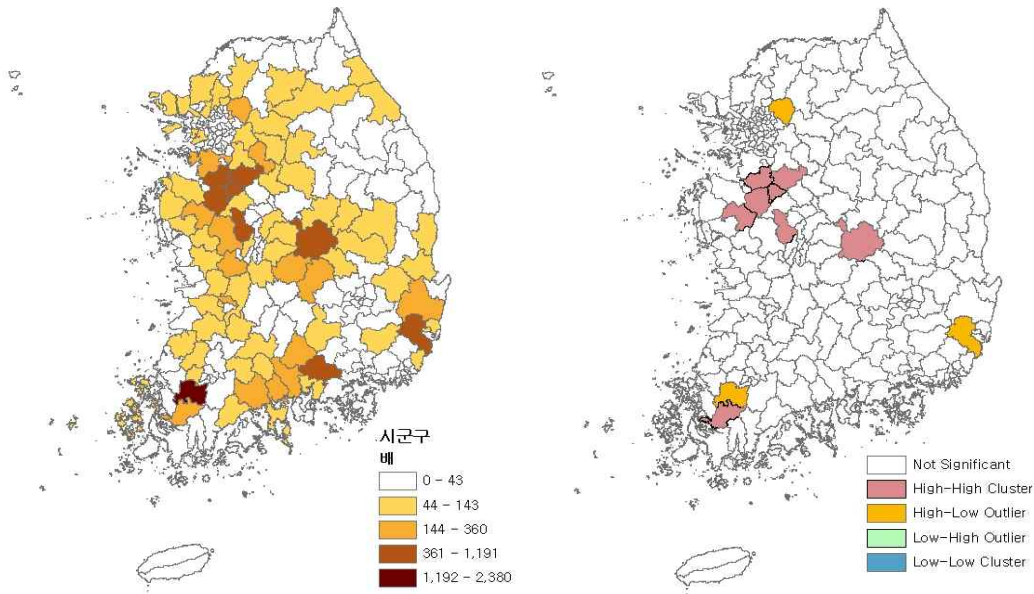 시군구
배
0 - 43
44 - 143
144 - 360
361 - 1,191
1,192 - 2,380
Not Significant
High-High Cluster
High-Low Outlier
Low-High Outlier
Low-Low Cluster